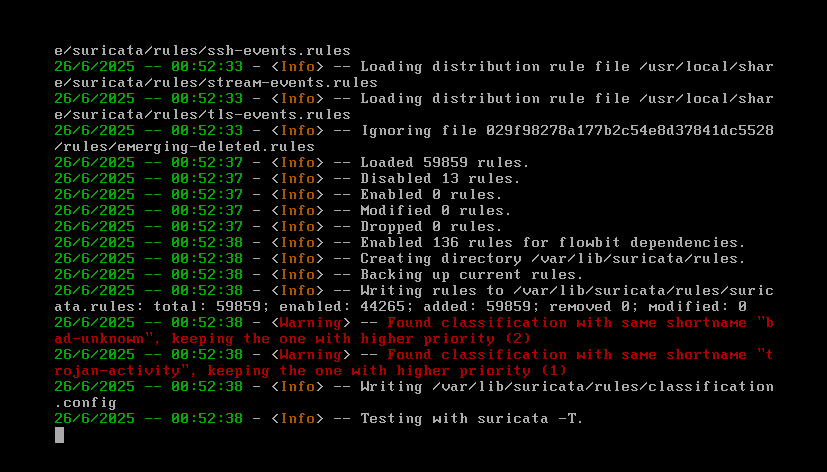 e/suricata/rules/ssh-events.rules
26/6/2025 -- 00:52:33 - <Info> -- Loading distribution rule file /usr/local/shar
e/suricata/rules/stream-events.rules
26/6/2025 -- 00:52:33 - <Info> -- Loading distribution rule file /usr/local/shar
e/suricata/rules/tls-events.rules
26/6/2025 -- 00:52:33 - <Info> -- Ignoring file 029f98278a177b2c54e8d37841dc5528
/rules/emerging-deleted.rules
26/6/2025 -- 00:52:37 - <Info> -- Loaded 59859 rules.
26/6/2025 -- 00:52:37 - <Info> -- Disabled 13 rules.
26/6/2025 -- 00:52:37 - <Info> -- Enabled 0 rules.
26/6/2025 -- 00:52:37 - <Info> -- Modified 0 rules.
26/6/2025 -- 00:52:37 - <Info> -- Dropped 0 rules.
26/6/2025 -- 00:52:38 - <Info> -- Enabled 136 rules for flowbit dependencies.
26/6/2025 -- 00:52:38 - <Info> -- Creating directory /var/lib/suricata/rules.
26/6/2025 -- 00:52:38 - <Info> -- Backing up current rules.
26/6/2025 -- 00:52:38 - <Info> -- Writing rules to /var/lib/suricata/rules/suric
ata.rules: total: 59859; enabled: 44265; added: 59859; removed 0; modified: 0
26/6/2025 -- 00:52:38 - <Warning> -- Found classification with same shortname "b
ad-unknown", keeping the one with higher priority (2)
26/6/2025 -- 00:52:38 - <Warning> -- Found classification with same shortname "t
rojan-activity", keeping the one with higher priority (1)
26/6/2025 -- 00:52:38 - <Info> -- Writing /var/lib/suricata/rules/classification
.config
26/6/2025 -- 00:52:38 - <Info> -- Testing with suricata -T.